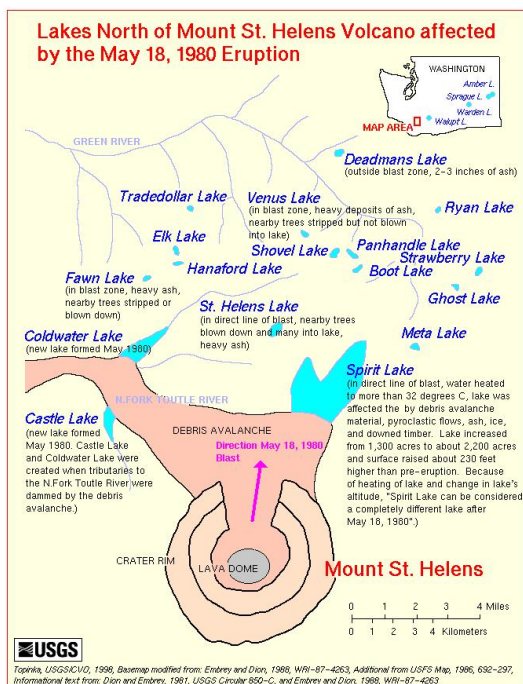 Lakes North of Mount St. Helens Volcano affected
by the May 18, 1980 Eruption
WASHINGTON
Amber L.
Sprague L.
Warden L.
Walupt L.
MAP AREA
GREEN RIVER
Deadmans Lake
(outside blast zone, 2-3 inches of ash)
Tradedollar Lake
Venus Lake
(in blast zone, heavy deposits of ash,
nearby trees stripped but not blown
into lake)
Ryan Lake
Elk Lake
Shovel Lake
Panhandle Lake
Strawberry Lake
Hanaford Lake
Boot Lake
Fawn Lake
(in blast zone, heavy ash,
nearby trees stripped or
blown down)
Ghost Lake
St. Helens Lake
(in direct line of blast, nearby trees
blown down and many into lake,
heavy ash)
Coldwater Lake
(new lake formed May 1980)
Meta Lake
Spirit Lake
(in direct line of blast, water heated
to more than 32 degrees C, lake was
affected the by debris avalanche
material, pyroclastic flows, ash, ice,
and downed timber. Lake increased
from 1,300 acres to about 2,200 acres
and surface raised about 230 feet
higher than pre-eruption. Because
of heating of lake and change in lake's
altitude, "Spirit Lake can be considered
a completely different lake after
May 18, 1980".)
N.FORK TOUTLE RIVER
Castle Lake
(new lake formed
May 1980. Castle Lake
and Coldwater Lake were
created when tributaries to
the N.Fork Toutle River were
dammed by the debris
avalanche.)
DEBRIS AVALANCHE
Direction May 18, 1980
Blast
CRATER RIM
LAVA DOME
Mount St. Helens
0 1 2 3 4 Miles
0 1 2 3 4 Kilometers
USGS
Topinka, USGS/CVO, 1998, Basemap modified from: Embrey and Dion, 1988, WRI-87-4263, Additional from USFS Map, 1986, 692-297,
Informational text from: Dion and Embrey, 1981, USGS Circular 850-C, and Embrey and Dion, 1988, WRI-87-4263